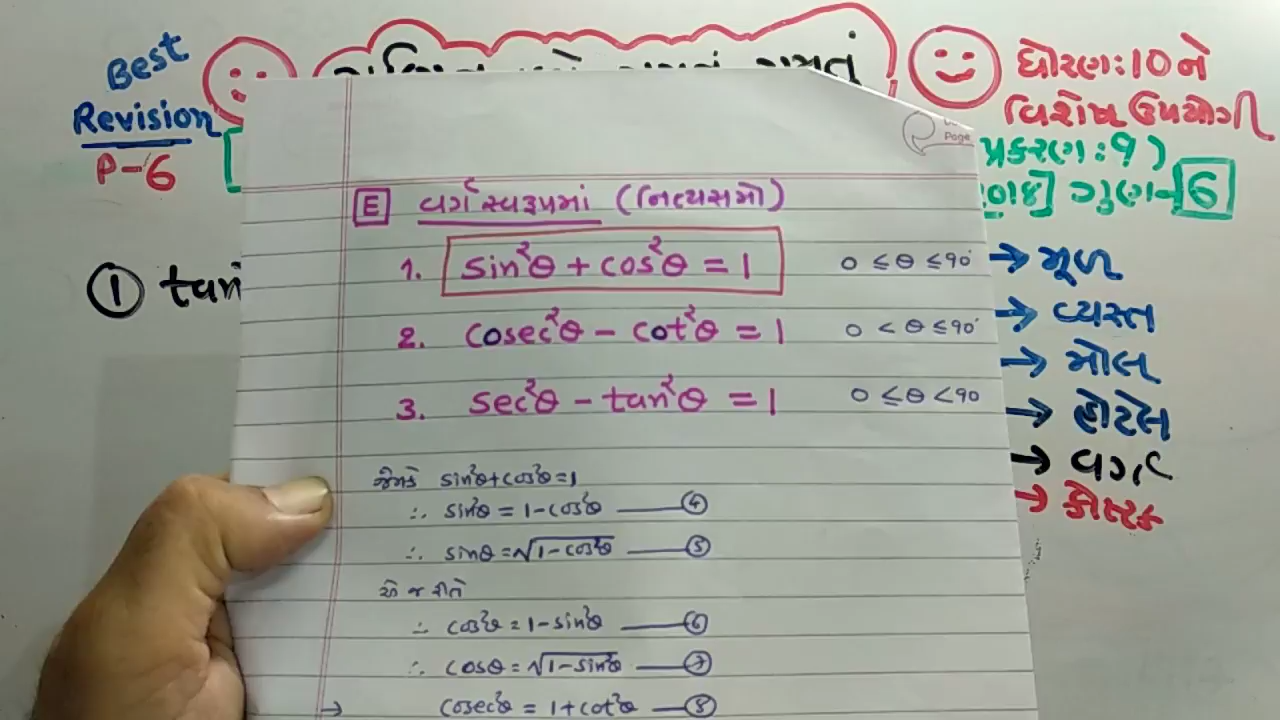 Best
Revision
P-6
ધોરણ:10 ને
વિશેષ ઉપયોગી
પ્રકરણ:9)
ગુણ-6
① tan
Page
E વર્ગ સ્વરૂપમાં (નિત્યસમો)
1. sin²θ + cos²θ = 1 0 ≤ θ ≤ 90°
2. cosec²θ - cot²θ = 1 0 < θ ≤ 90°
3. sec²θ - tan²θ = 1 0 ≤ θ < 90
જેમકે sin²θ+cos²θ=1
∴ sin²θ = 1-cos²θ ④
∴ sinθ = √1-cos²θ ⑤
એ જ રીતે
∴ cos²θ = 1-sin²θ ⑥
∴ cosθ = √1-sin²θ ⑦
→ cosec²θ = 1+cot²θ ⑧
→ મૂળ
→ વ્યસ્ત
→ મોલ
→ હોટેલ
→ વર્ગ
→ કોષ્ટક